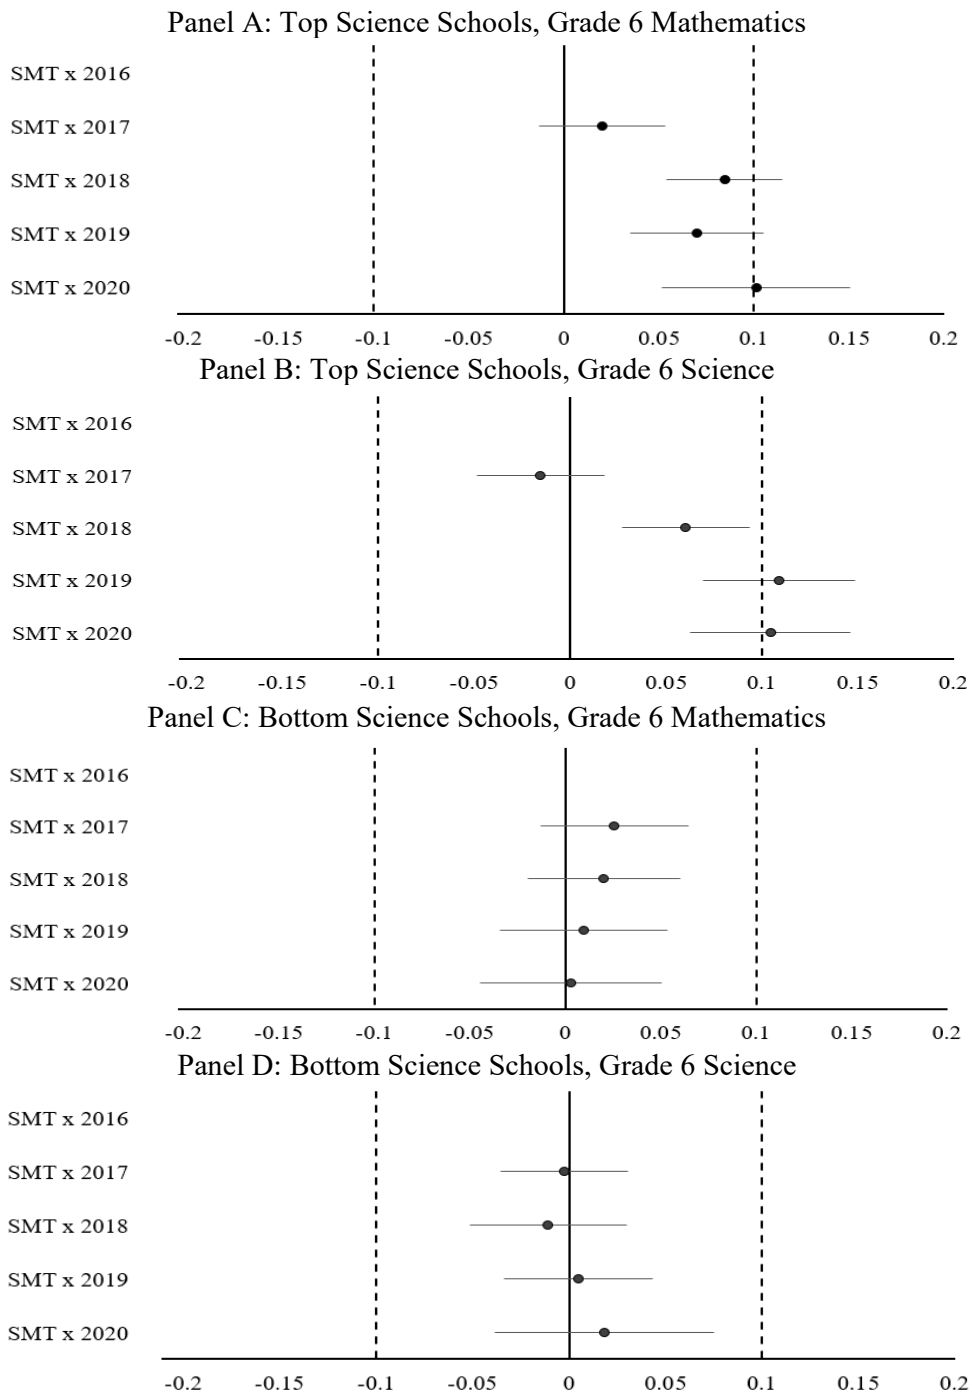 Panel A: Top Science Schools, Grade 6 Mathematics
SMT x 2016
SMT x 2017
SMT x 2018
SMT x 2019
SMT x 2020
-0.2 -0.15 -0.1 -0.05 0 0.05 0.1 0.15 0.2
Panel B: Top Science Schools, Grade 6 Science
SMT x 2016
SMT x 2017
SMT x 2018
SMT x 2019
SMT x 2020
-0.2 -0.15 -0.1 -0.05 0 0.05 0.1 0.15 0.2
Panel C: Bottom Science Schools, Grade 6 Mathematics
SMT x 2016
SMT x 2017
SMT x 2018
SMT x 2019
SMT x 2020
-0.2 -0.15 -0.1 -0.05 0 0.05 0.1 0.15 0.2
Panel D: Bottom Science Schools, Grade 6 Science
SMT x 2016
SMT x 2017
SMT x 2018
SMT x 2019
SMT x 2020
-0.2 -0.15 -0.1 -0.05 0 0.05 0.1 0.15 0.2